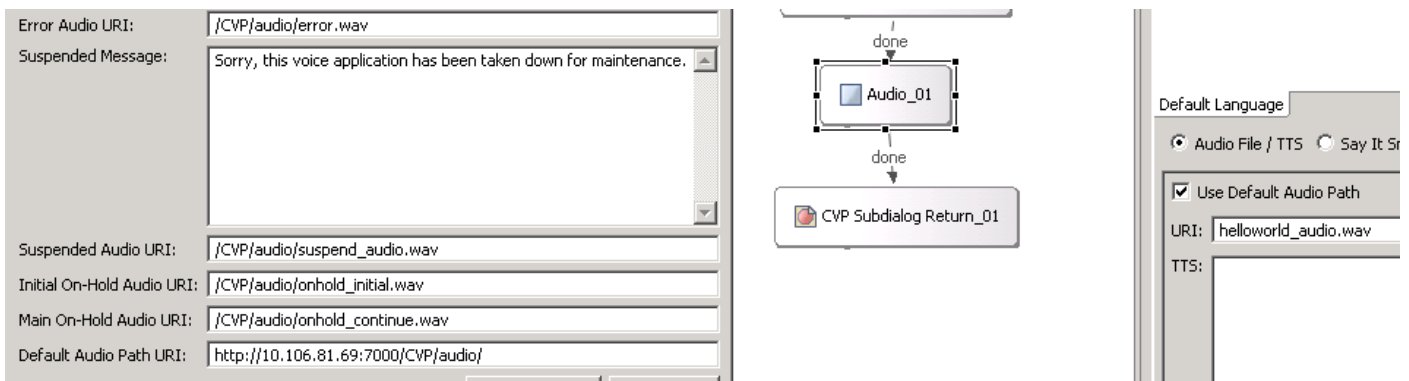 Error Audio URI: /CVP/audio/error.wav
Suspended Message: Sorry, this voice application has been taken down for maintenance.
Suspended Audio URI: /CVP/audio/suspend_audio.wav
Initial On-Hold Audio URI: /CVP/audio/onhold_initial.wav
Main On-Hold Audio URI: /CVP/audio/onhold_continue.wav
Default Audio Path URI: http://10.106.81.69:7000/CVP/audio/
done
Audio_01
done
CVP Subdialog Return_01
Default Language
Audio File / TTS Say It
Use Default Audio Path
URI: helloworld_audio.wav
TTS: